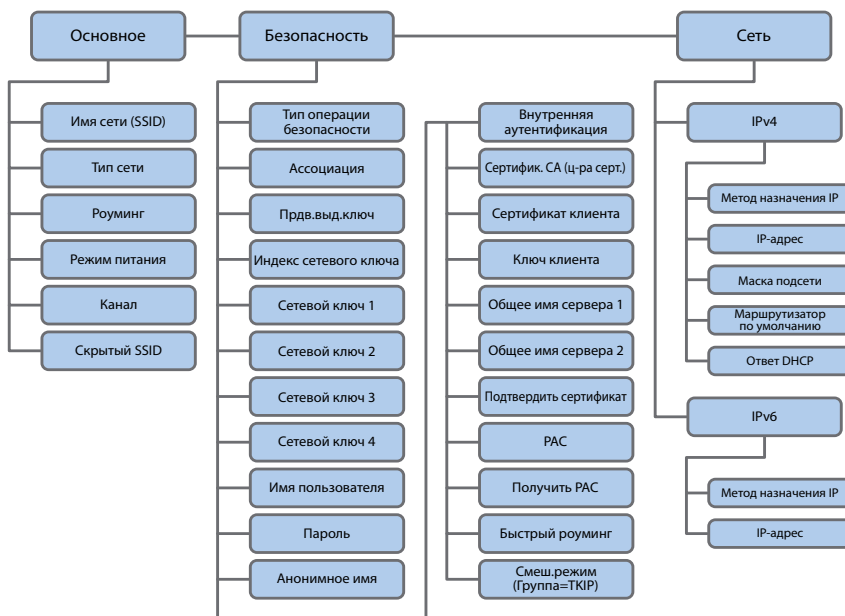 Основное
Безопасность
Сеть
Имя сети (SSID)
Тип сети
Роуминг
Режим питания
Канал
Скрытый SSID
Тип операции
безопасности
Ассоциация
Прдв.выд.ключ
Индекс сетевого ключа
Сетевой ключ 1
Сетевой ключ 2
Сетевой ключ 3
Сетевой ключ 4
Имя пользователя
Пароль
Анонимное имя
Внутренняя
аутентификация
Сертифик. CA (ц-ра серт.)
Сертификат клиента
Ключ клиента
Общее имя сервера 1
Общее имя сервера 2
Подтвердить сертификат
PAC
Получить PAC
Быстрый роуминг
Смеш.режим
(Группа=TKIP)
IPv4
Метод назначения IP
IP-адрес
Маска подсети
Маршрутизатор
по умолчанию
Ответ DHCP
IPv6
Метод назначения IP
IP-адрес